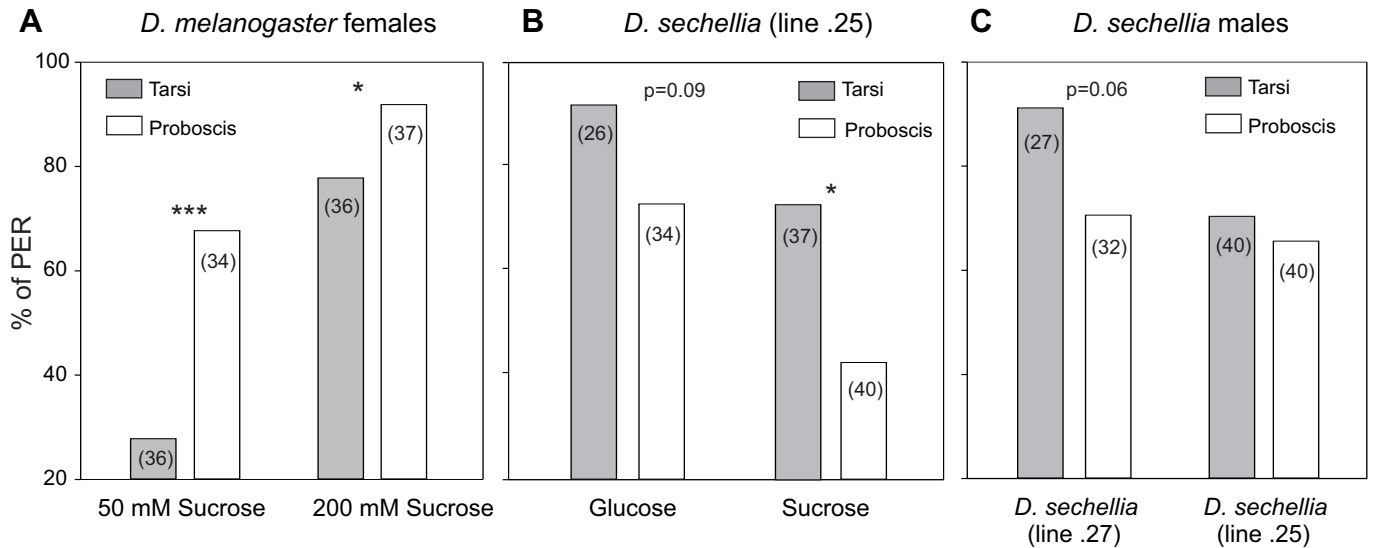 A D. melanogaster females
% of PER
100
80
60
40
20
Tarsi
Proboscis
***
*
(36)
(34)
(36)
(37)
50 mM Sucrose 200 mM Sucrose
B D. sechellia (line .25)
p=0.09
Tarsi
Proboscis
*
(26)
(34)
(37)
(40)
Glucose Sucrose
C D. sechellia males
p=0.06
Tarsi
Proboscis
(27)
(32)
(40)
(40)
D. sechellia
(line .27)
D. sechellia
(line .25)